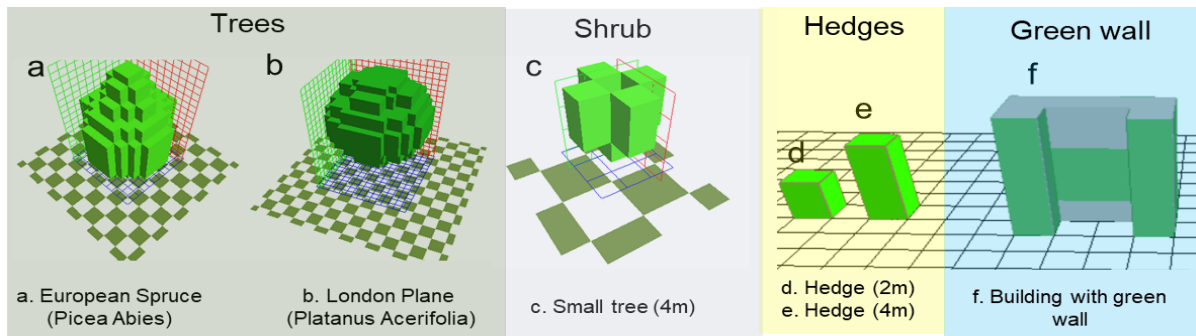 Trees
Shrub
Hedges
Green wall
a
b
c
d
e
f
a. European Spruce
(Picea Abies)
b. London Plane
(Platanus Acerifolia)
c. Small tree (4m)
d. Hedge (2m)
e. Hedge (4m)
f. Building with green
wall